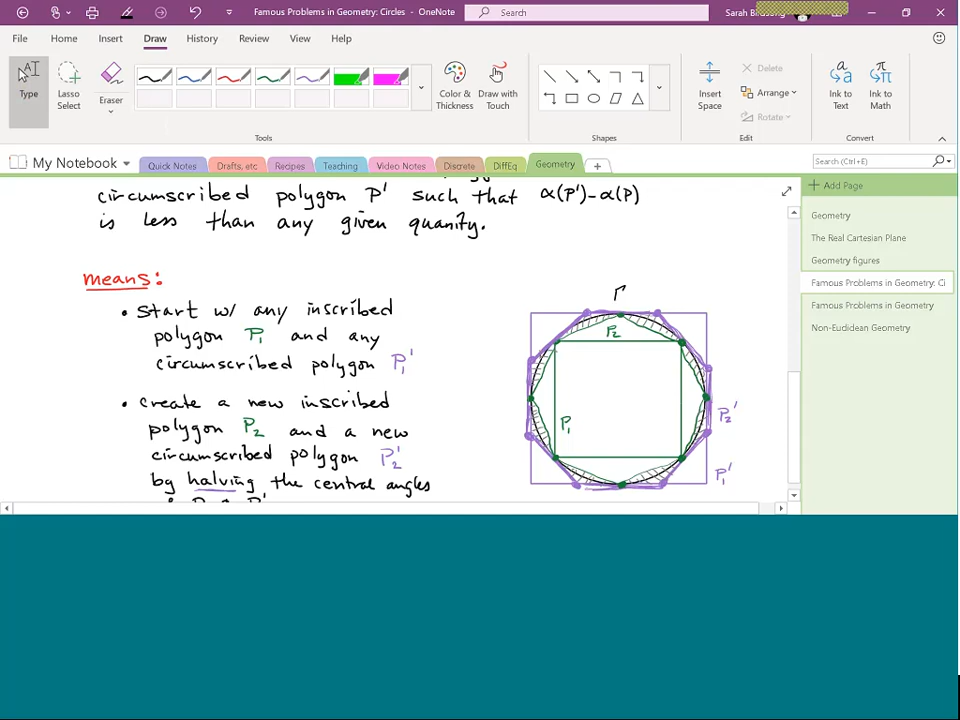 Famous Problems in Geometry: Circles - OneNote
Search
File Home Insert Draw History Review View Help
Type
Lasso Select
Eraser
Color & Thickness
Draw with Touch
Insert Space
Delete
Arrange
Rotate
Ink to Text
Ink to Math
Tools
Shapes
Edit
Convert
My Notebook
Quick Notes
Drafts, etc
Recipes
Teaching
Video Notes
Discrete
DiffEq
Geometry
Search (Ctrl+E)
circumscribed polygon P' such that α(P')-α(P)
is less than any given quantity.
means:
• start w/ any inscribed
polygon P₁ and any
circumscribed polygon P₁'
• create a new inscribed
polygon P₂ and a new
circumscribed polygon P₂'
by halving the central angles
Γ
P₂
P₁
P₂'
P₁'
Add Page
Geometry
The Real Cartesian Plane
Geometry figures
Famous Problems in Geometry: Ci
Famous Problems in Geometry
Non-Euclidean Geometry